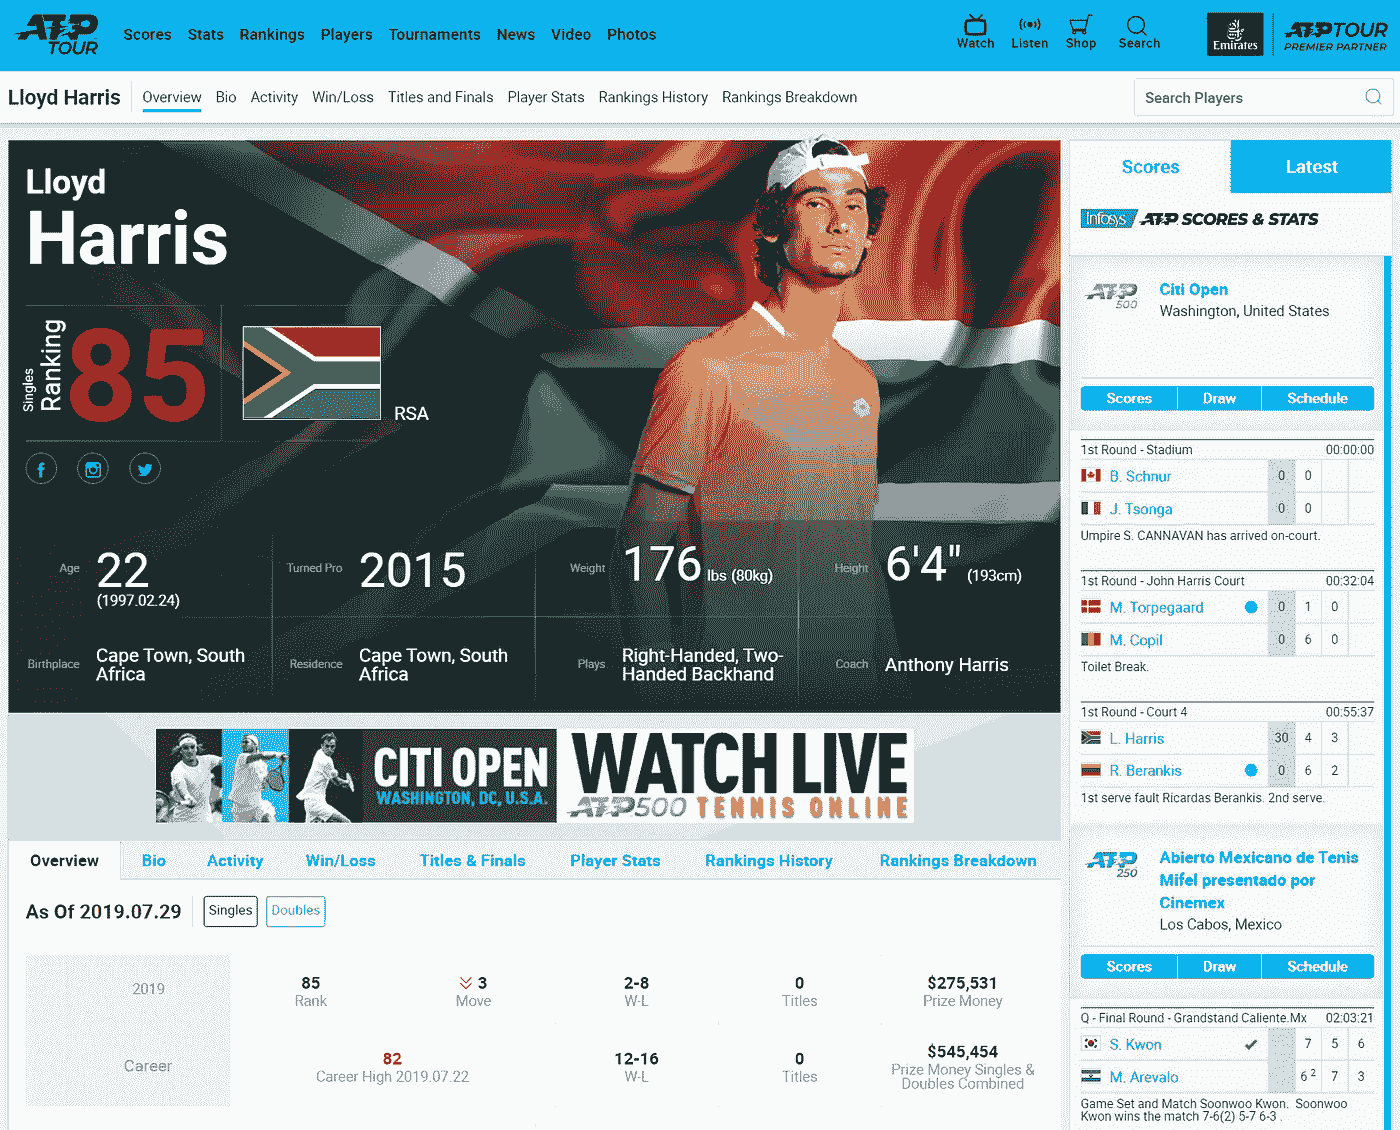 ATP TOUR
Scores Stats Rankings Players Tournaments News Video Photos
Watch Listen Shop Search
Emirates
ATP TOUR
PREMIER PARTNER
Lloyd Harris
Overview Bio Activity Win/Loss Titles and Finals Player Stats Rankings History Rankings Breakdown
Search Players
Lloyd
Harris
Singles
Ranking
85
RSA
Age 22
(1997.02.24)
Turned Pro 2015
Weight 176 lbs (80kg)
Height 6'4" (193cm)
Birthplace Cape Town, South
Africa
Residence Cape Town, South
Africa
Plays Right-Handed, Two-
Handed Backhand
Coach Anthony Harris
CITI OPEN
WASHINGTON, DC, U.S.A.
WATCH LIVE
ATP500 TENNIS ONLINE
Overview Bio Activity Win/Loss Titles & Finals Player Stats Rankings History Rankings Breakdown
As Of 2019.07.29 Singles Doubles
2019
85
Rank
3
Move
2-8
W-L
0
Titles
$275,531
Prize Money
Career
82
Career High 2019.07.22
12-16
W-L
0
Titles
$545,454
Prize Money Singles &
Doubles Combined
Scores Latest
Infosys ATP SCORES & STATS
ATP
500
Citi Open
Washington, United States
Scores Draw Schedule
1st Round - Stadium 00:00:00
B. Schnur 0 0
J. Tsonga 0 0
Umpire S. CANNAVAN has arrived on-court.
1st Round - John Harris Court 00:32:04
M. Torpegaard 0 1 0
M. Copil 0 6 0
Toilet Break.
1st Round - Court 4 00:55:37
L. Harris 30 4 3
R. Berankis 0 6 2
1st serve fault Ricardas Berankis. 2nd serve.
ATP
250
Abierto Mexicano de Tenis
Mifel presentado por
Cinemex
Los Cabos, Mexico
Scores Draw Schedule
Q - Final Round - Grandstand Caliente.Mx 02:03:21
S. Kwon 7 5 6
M. Arevalo 6 2 7 3
Game Set and Match Soonwoo Kwon. Soonwoo
Kwon wins the match 7-6(2) 5-7 6-3 .